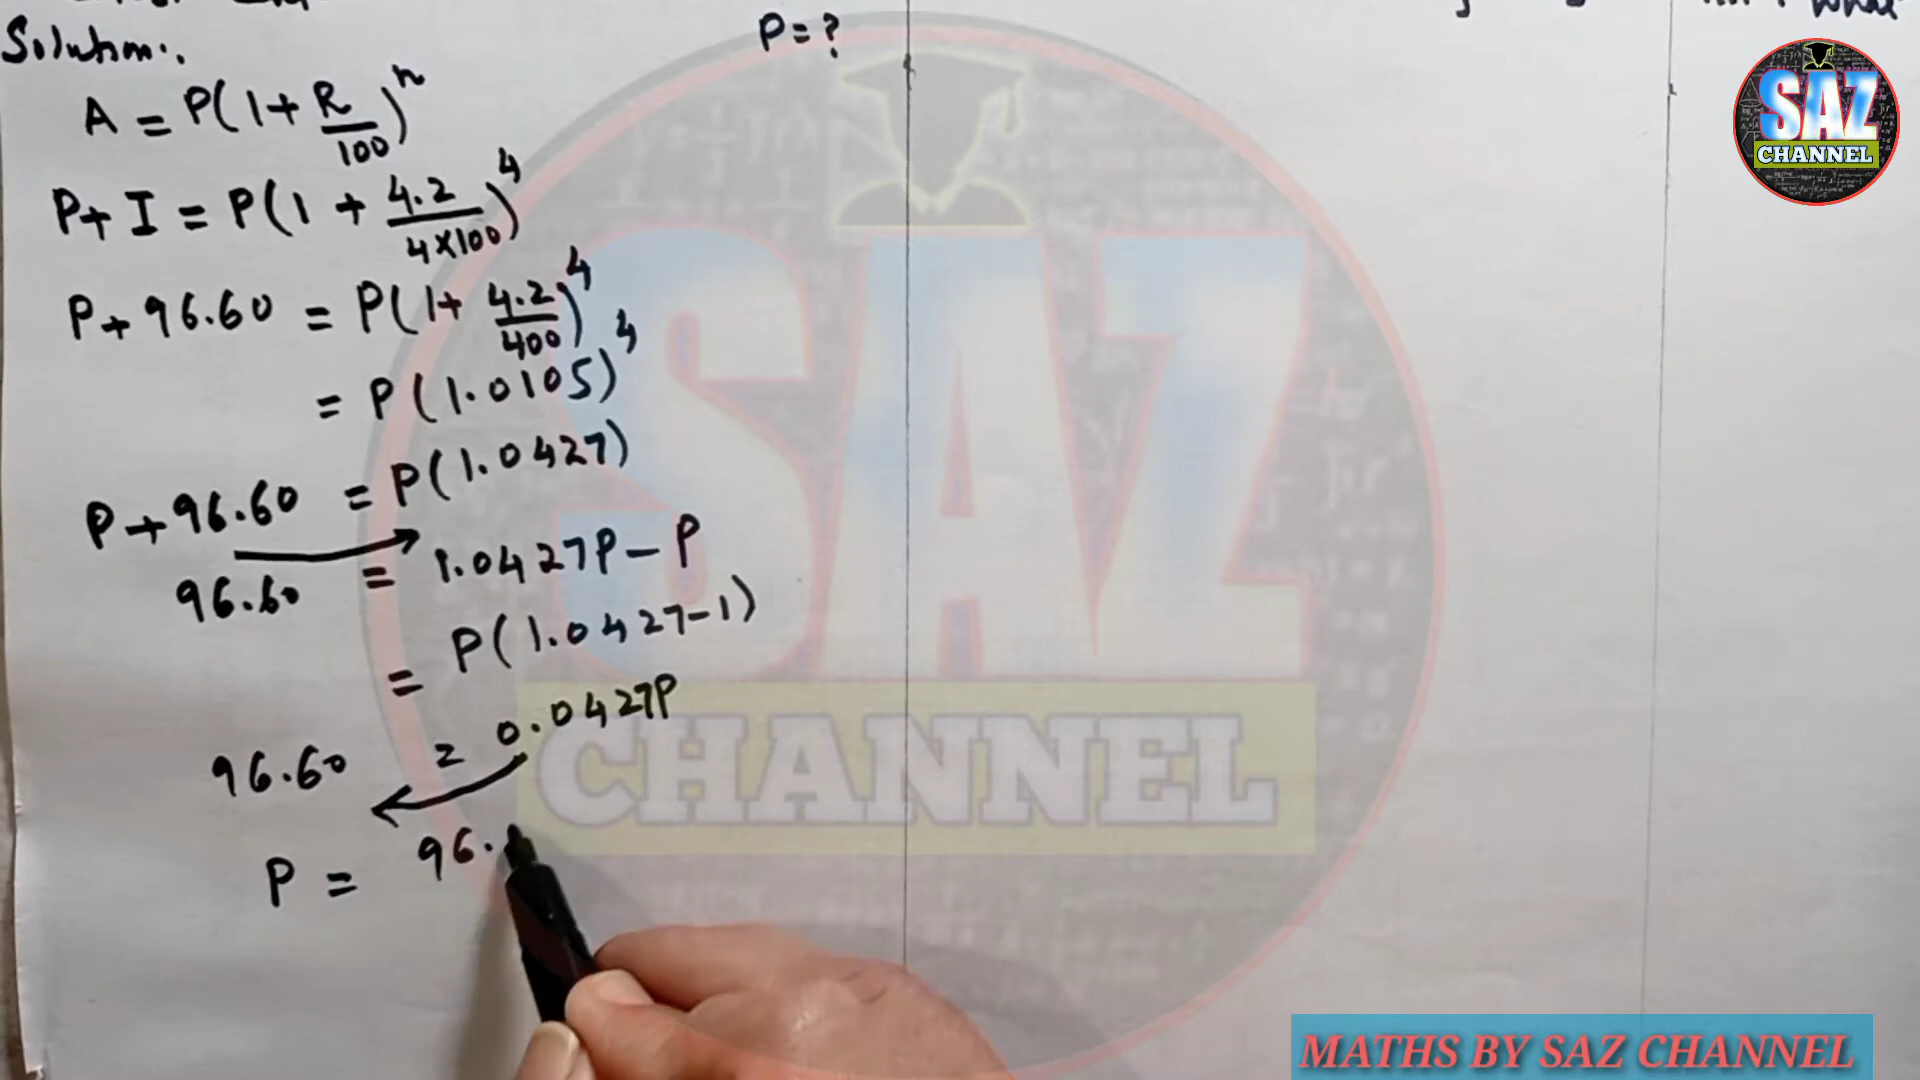 Solution:.
P = ?
A = P(1 + R/100)^n
P + I = P(1 + 4.2/4×100)^4
P + 96.60 = P(1 + 4.2/400)^4
= P(1.0105)^4
P + 96.60 = P(1.0427)
96.60 = 1.0427P - P
= P(1.0427-1)
96.60 = 0.0427P
P = 96.
SAZ
CHANNEL
SAZ
CHANNEL
MATHS BY SAZ CHANNEL